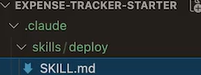 EXPENSE-TRACKER-STARTER
.claude
skills/deploy
SKILL.md